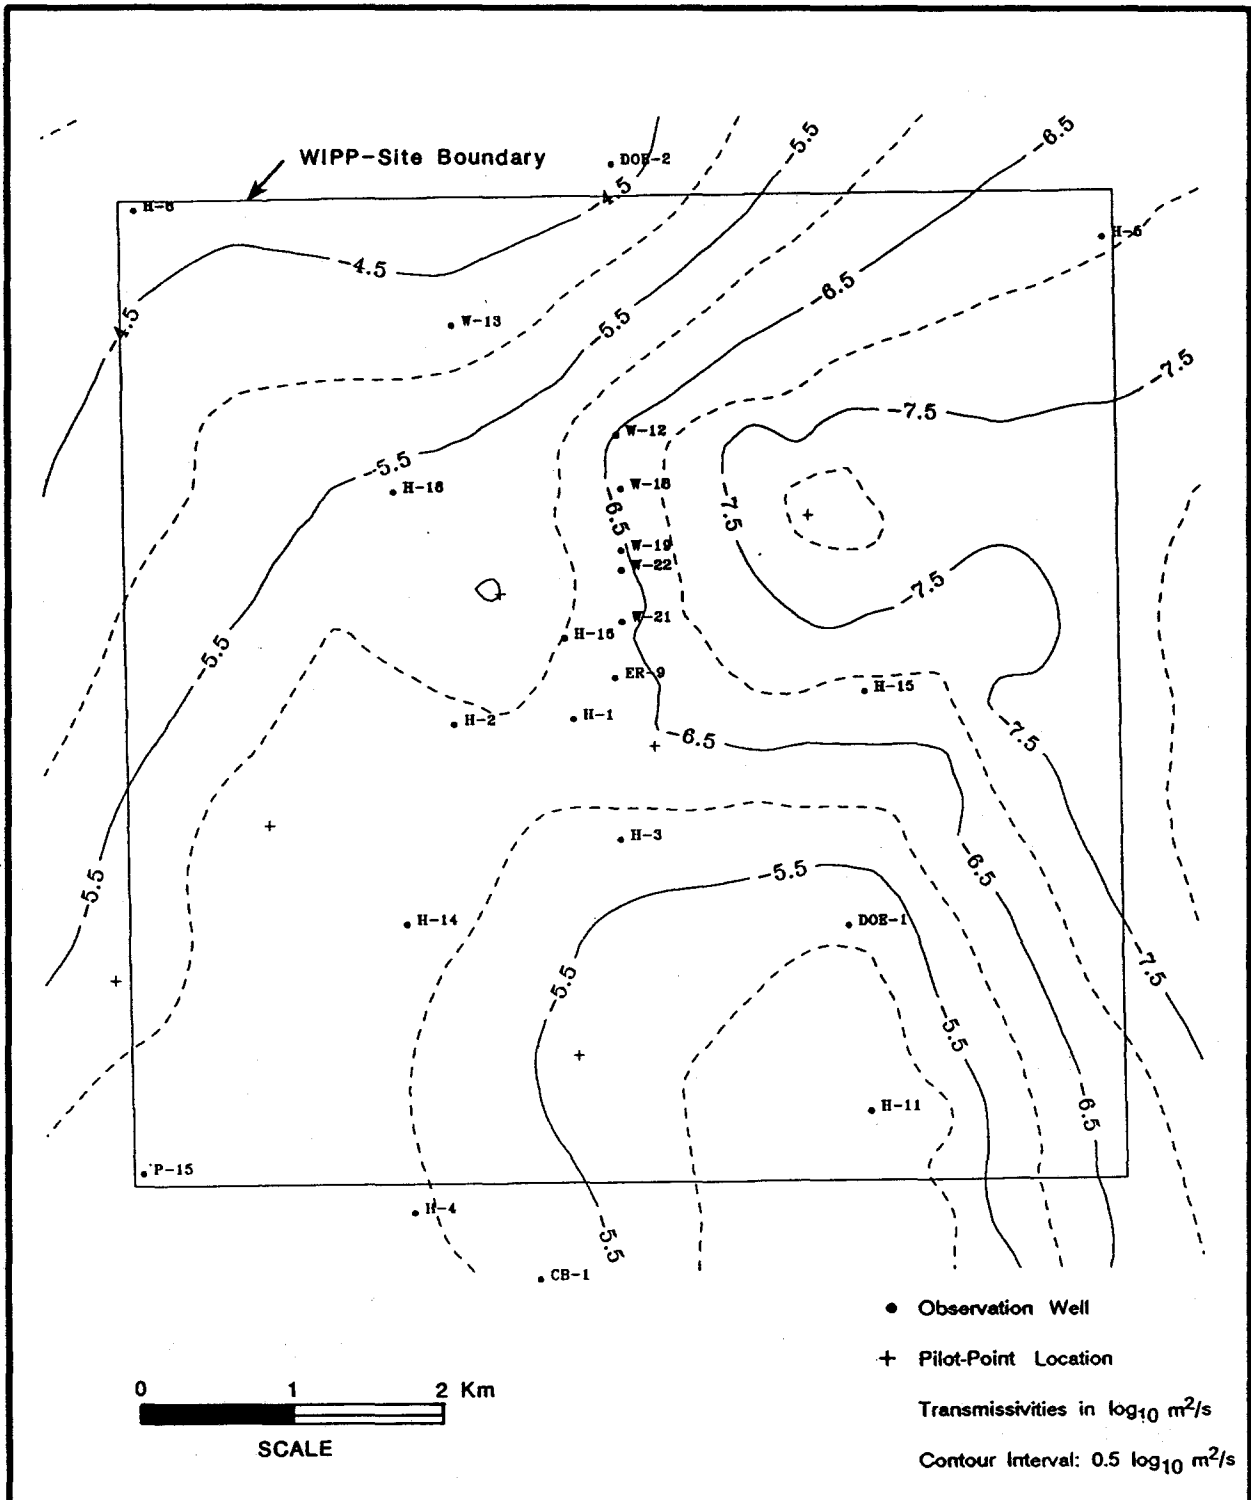 -5.5
-6.5
WIPP-Site Boundary
DOE-2
4.5
H-6
H-5
-4.5
-6.5
-4.5
W-13
-5.5
-7.5
-7.5
W-12
-5.5
H-18
W-18
-6.5
-7.5
W-19
W-22
-7.5
W-21
H-16
-5.5
ER-9
H-15
H-2
H-1
-6.5
-7.5
H-3
-5.5
-6.5
-5.5
H-14
DOE-1
-7.5
-5.5
-5.5
H-11
-6.5
P-15
H-4
-5.5
CB-1
Observation Well
Pilot-Point Location
0 1 2 Km
SCALE
Transmissivities in log10 m²/s
Contour Interval: 0.5 log10 m²/s